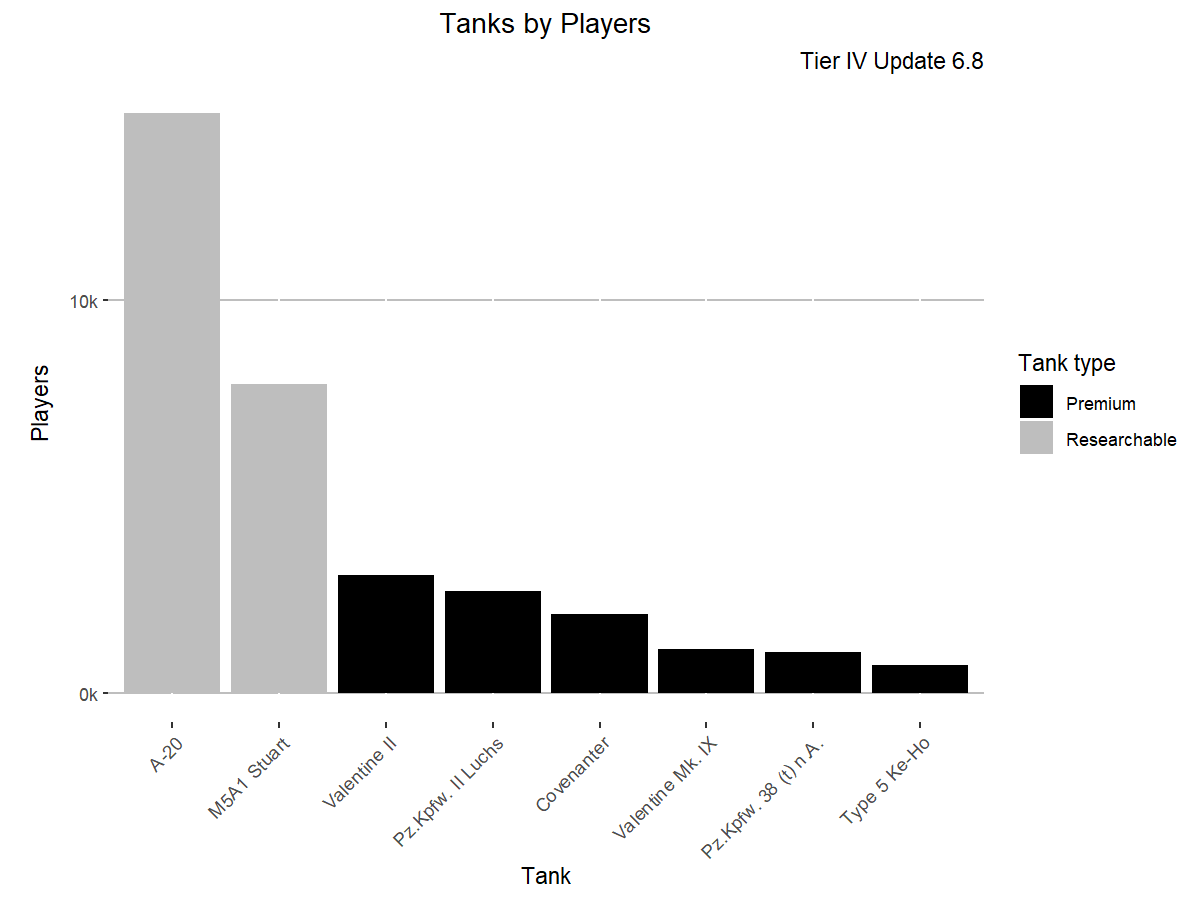 Tanks by Players
Tier IV Update 6.8
Players
10k
0k
A-20
M5A1 Stuart
Valentine II
Pz.Kpfw. II Luchs
Covenanter
Valentine Mk. IX
Pz.Kpfw. 38 (t) n A.
Type 5 Ke-Ho
Tank
Tank type
Premium
Researchable